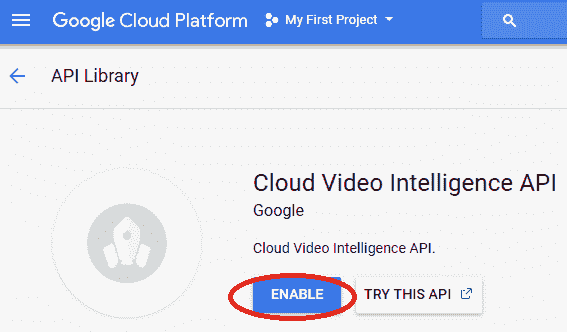 Google Cloud Platform My First Project
API Library
Cloud Video Intelligence API
Google
Cloud Video Intelligence API.
ENABLE TRY THIS API